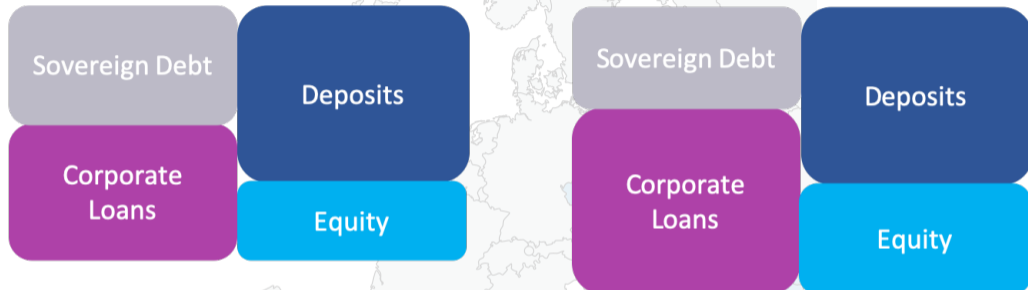 Sovereign Debt
Deposits
Corporate
Loans
Equity
Sovereign Debt
Deposits
Corporate
Loans
Equity